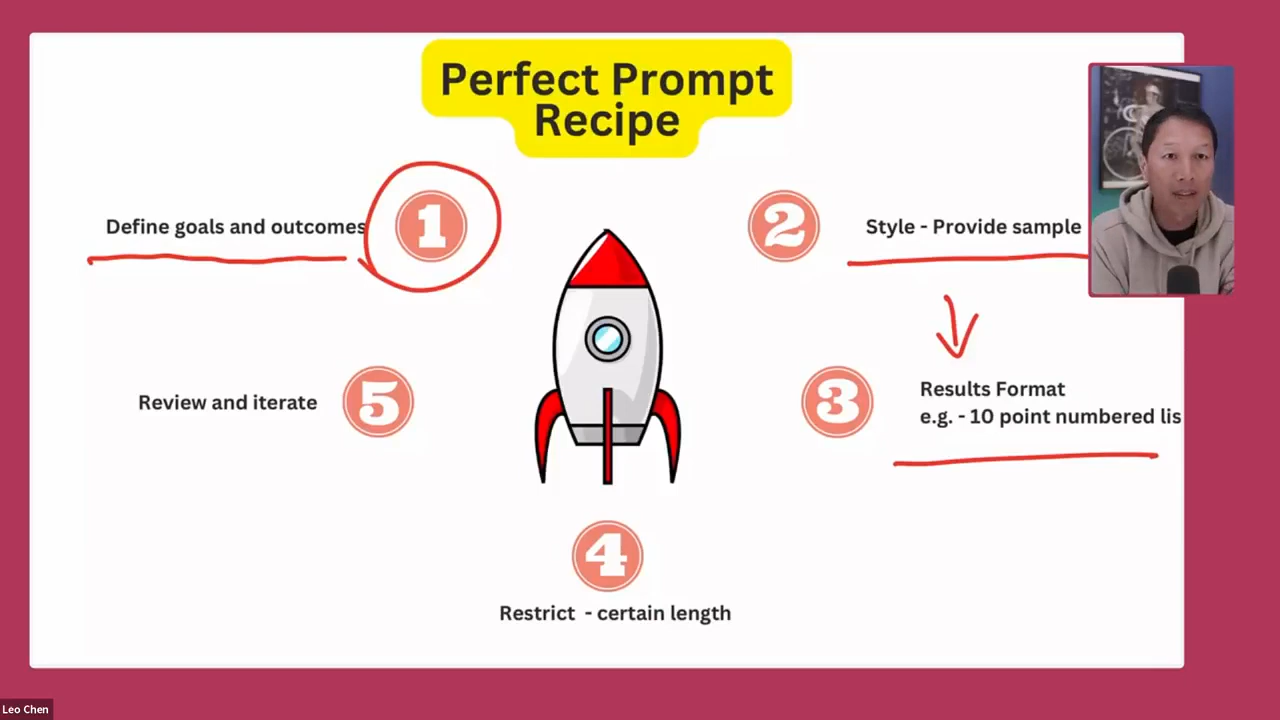 Perfect Prompt
Recipe
Define goals and outcomes
1
2
Style - Provide sample
Review and iterate
5
3
Results Format
e.g. - 10 point numbered lis
4
Restrict - certain length
Leo Chen